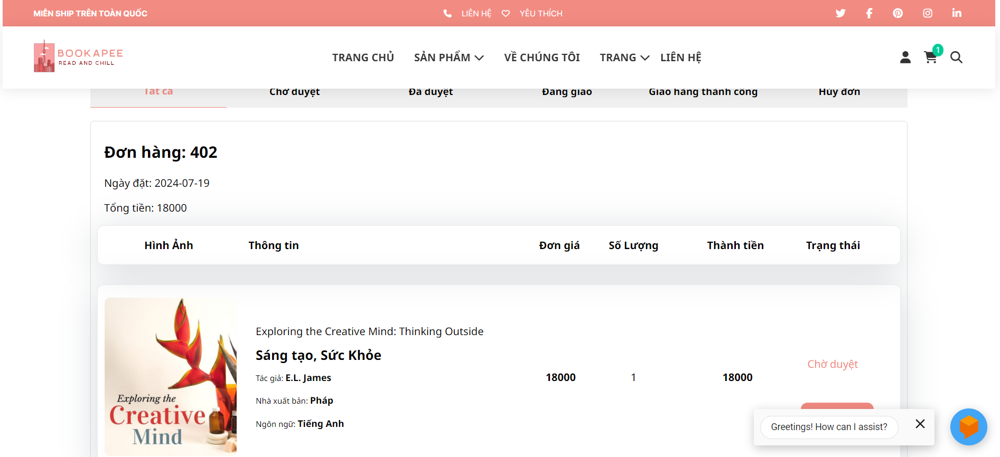 MIỄN SHIP TRÊN TOÀN QUỐC
LIÊN HỆ
YÊU THÍCH
BOOKAPEE
READ AND CHILL
TRANG CHỦ
SẢN PHẨM
VỀ CHÚNG TÔI
TRANG
LIÊN HỆ
1
Tất cả
Chờ duyệt
Đã duyệt
Đang giao
Giao hàng thành công
Hủy đơn
Đơn hàng: 402
Ngày đặt: 2024-07-19
Tổng tiền: 18000
Hình Ảnh
Thông tin
Đơn giá
Số Lượng
Thành tiền
Trạng thái
Exploring the
Creative
Mind
Exploring the Creative Mind: Thinking Outside
Sáng tạo, Sức Khỏe
Tác giả: E.L. James
Nhà xuất bản: Pháp
Ngôn ngữ: Tiếng Anh
18000
1
18000
Chờ duyệt
Greetings! How can I assist?